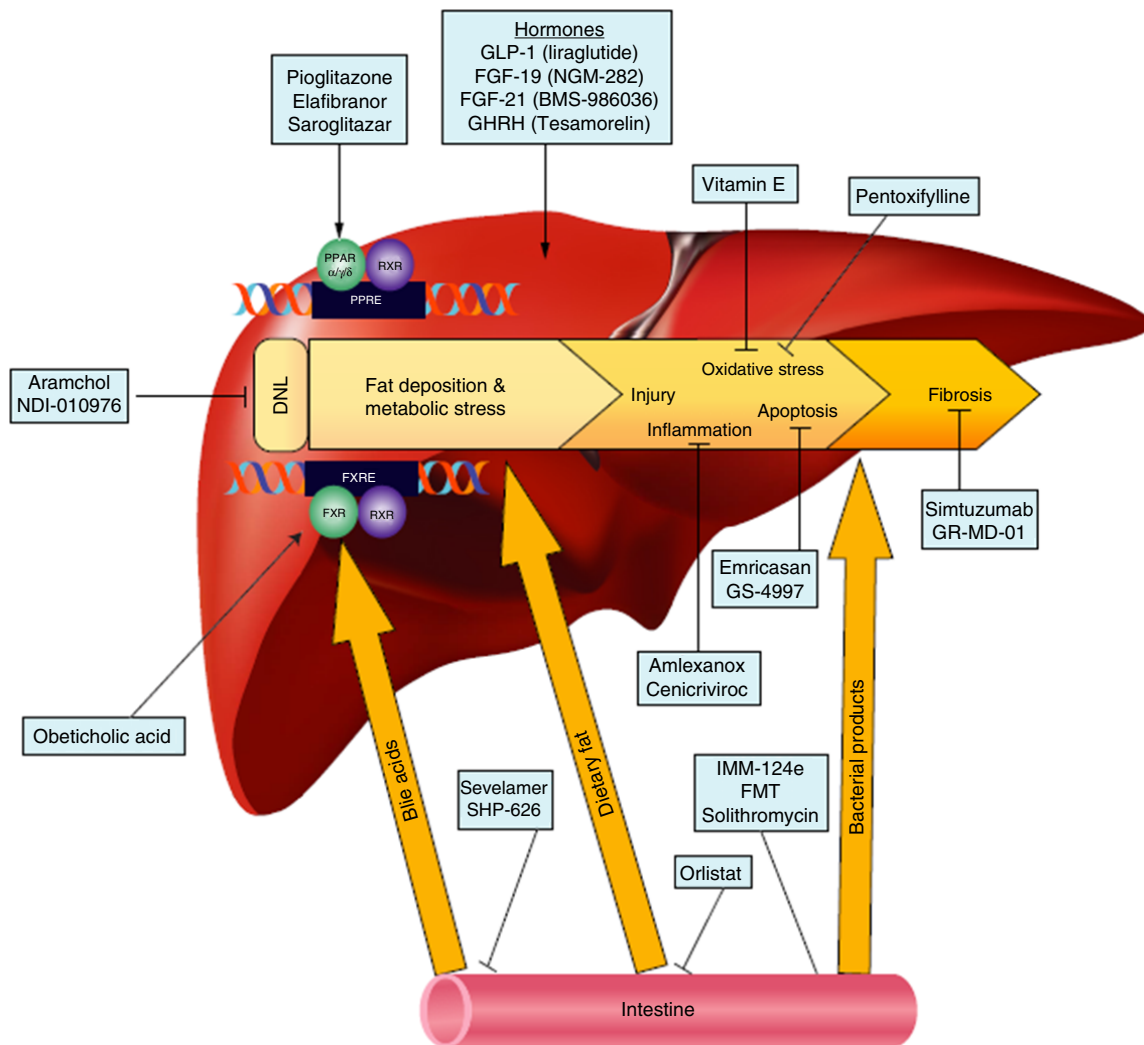 Hormones
GLP-1 (liraglutide)
FGF-19 (NGM-282)
FGF-21 (BMS-986036)
GHRH (Tesamorelin)
Pioglitazone
Elafibranor
Saroglitazar
Vitamin E
Pentoxifylline
PPAR
α/γ/δ
RXR
PPRE
Aramchol
NDI-010976
DNL
Fat deposition &
metabolic stress
Injury
Oxidative stress
Apoptosis
Inflammation
Fibrosis
FXRE
FXR
RXR
Simtuzumab
GR-MD-01
Emricasan
GS-4997
Amlexanox
Cenicriviroc
Obeticholic acid
Blie acids
Dietary fat
Bacterial products
Sevelamer
SHP-626
IMM-124e
FMT
Solithromycin
Orlistat
Intestine